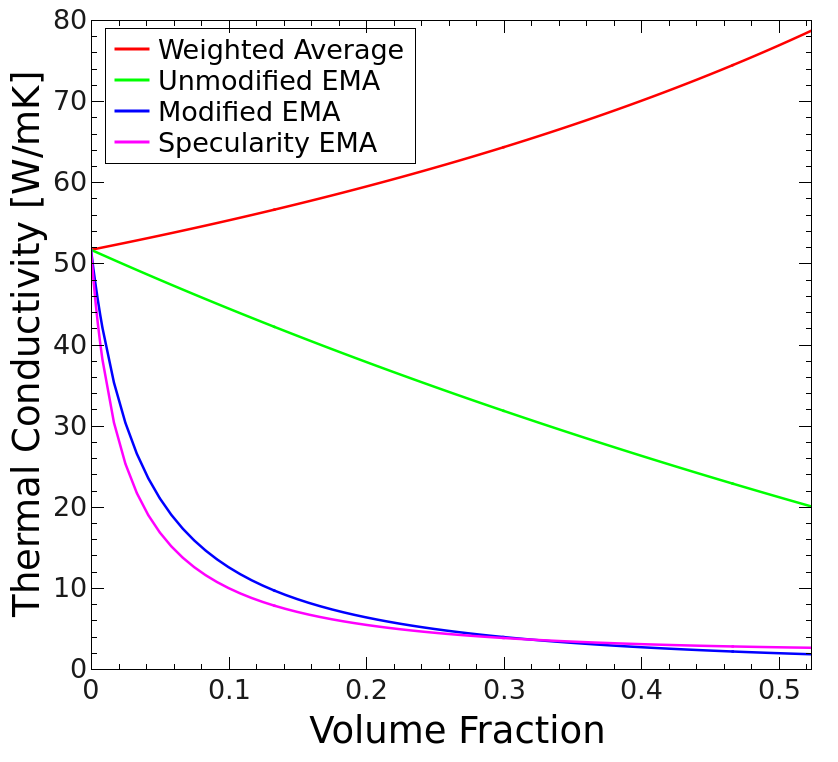 Thermal Conductivity [W/mK]
80
70
60
50
40
30
20
10
0
Weighted Average
Unmodified EMA
Modified EMA
Specularity EMA
0 0.1 0.2 0.3 0.4 0.5
Volume Fraction